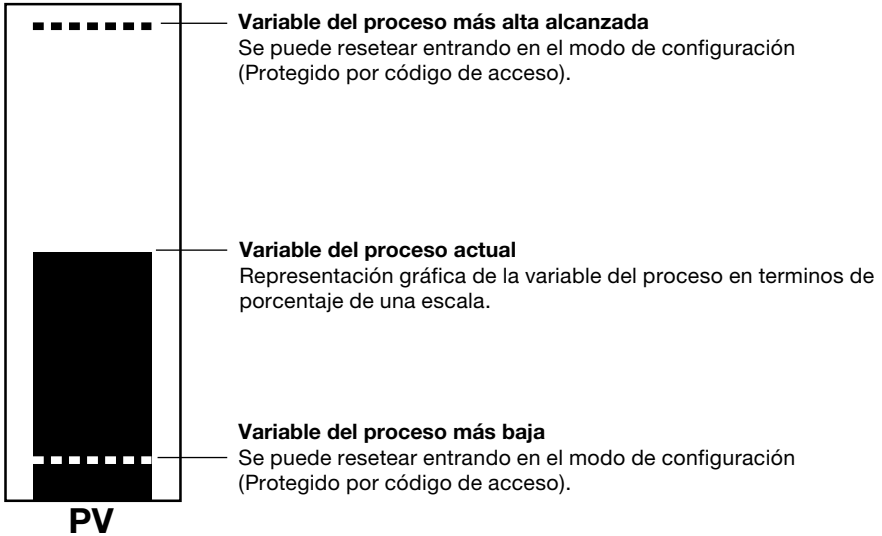 Variable del proceso más alta alcanzada
Se puede resetear entrando en el modo de configuración
(Protegido por código de acceso).
Variable del proceso actual
Representación gráfica de la variable del proceso en terminos de
porcentaje de una escala.
Variable del proceso más baja
Se puede resetear entrando en el modo de configuración
(Protegido por código de acceso).
PV